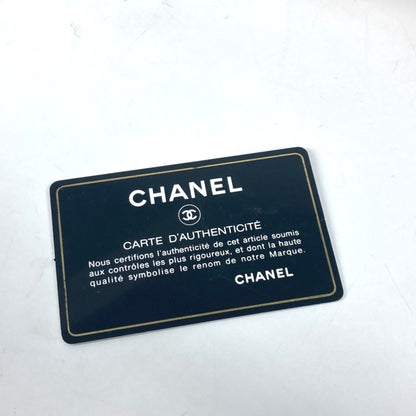 CHANEL
CARTE D'AUTHENTICITÉ
Nous certifions l'authenticité de cet article soumis
aux contrôles les plus rigoureux, et dont la haute
qualité symbolise le renom de notre Marque.
CHANEL